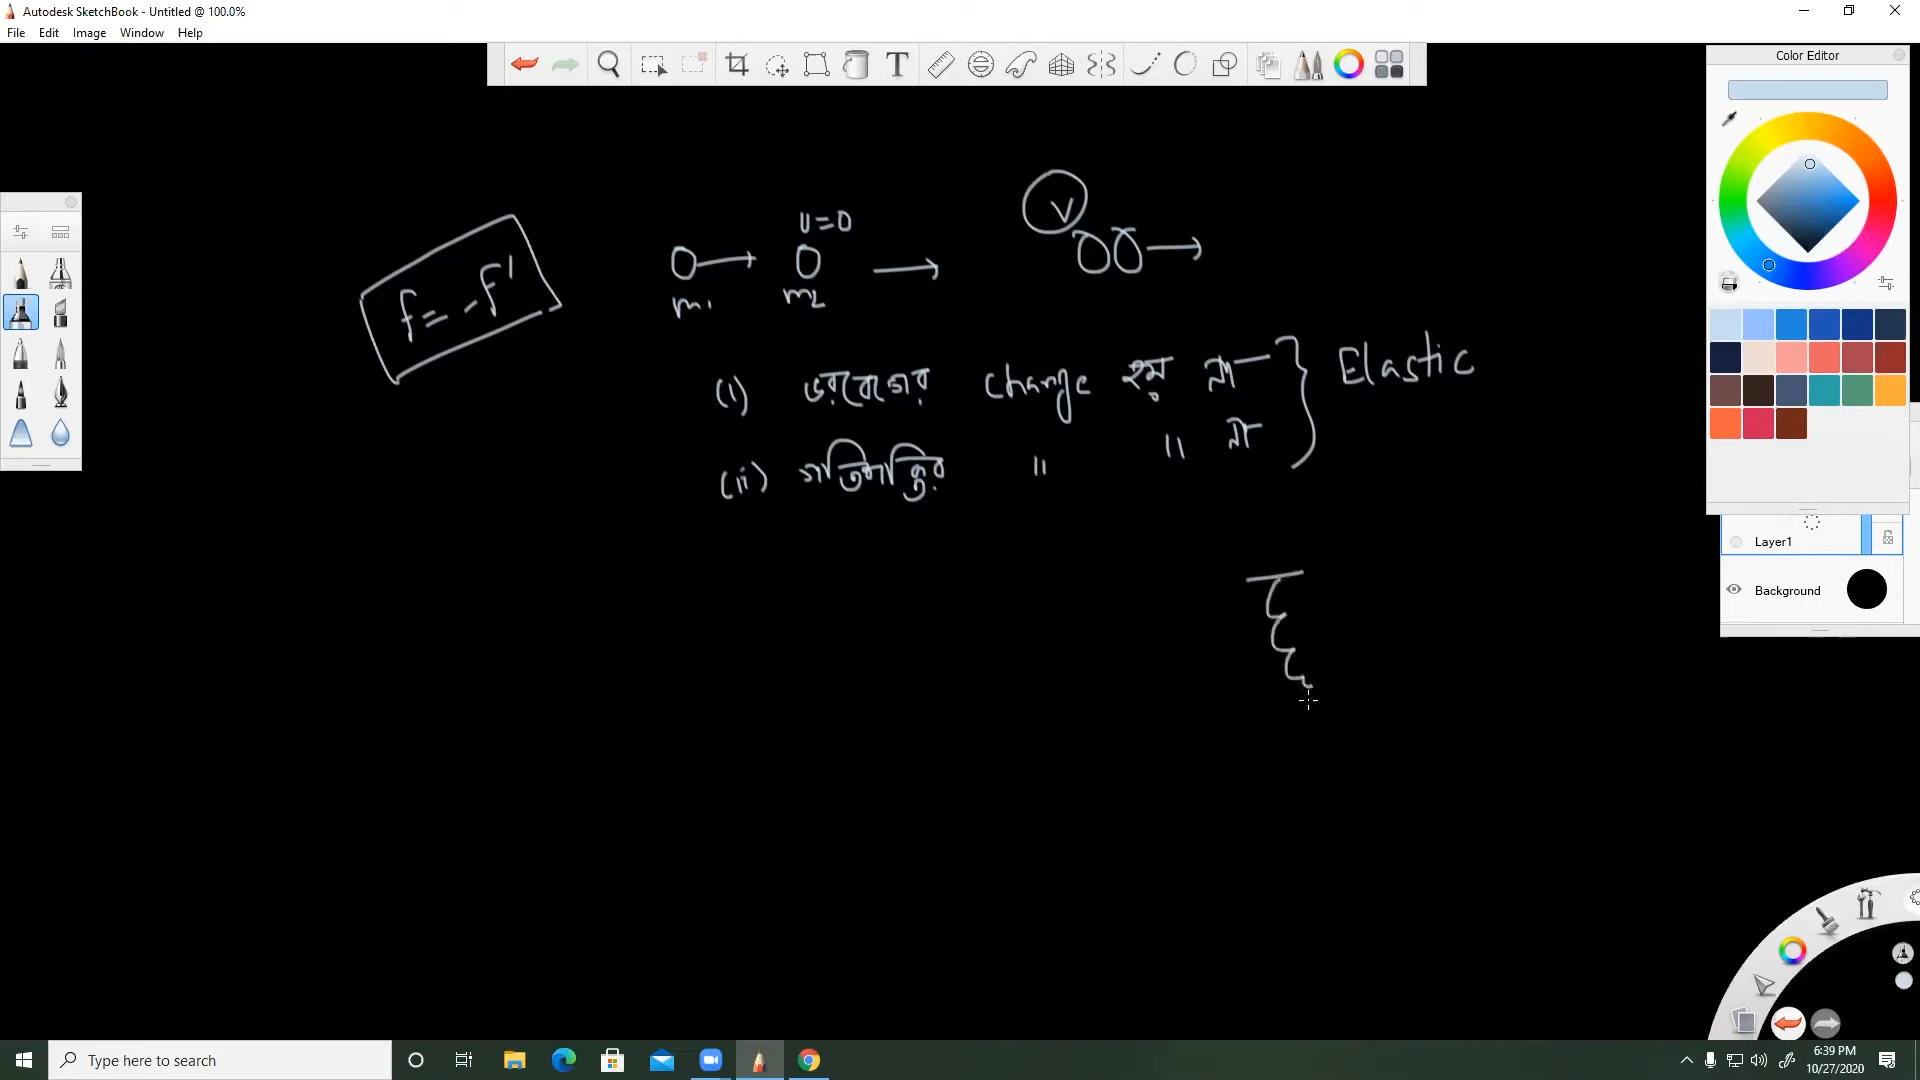 Autodesk SketchBook - Untitled @ 100.0%
File Edit Image Window Help
T
Color Editor
Layer1
Background
f = -f'
u=0
m₁
m₂
v
(i) ভরবেগের change হয় না
(ii) গতিশক্তির " " না
Elastic
Type here to search
6:39 PM
10/27/2020